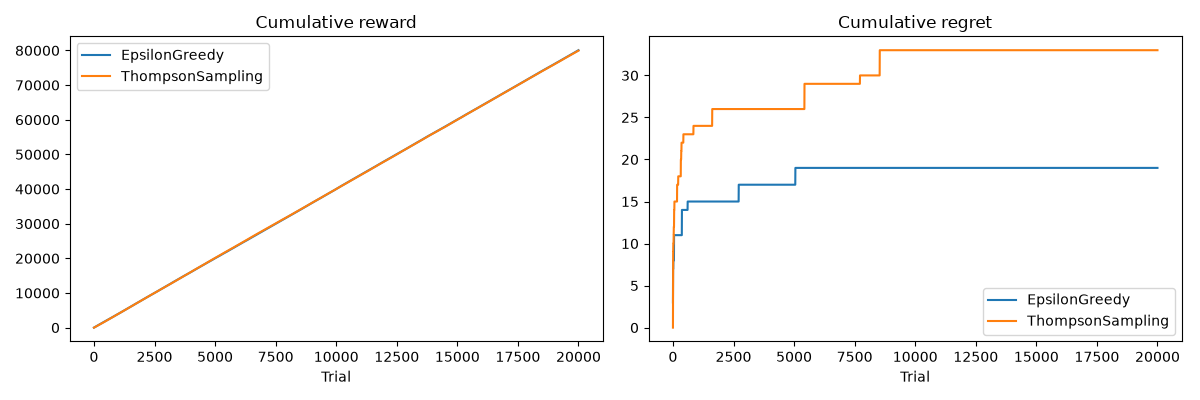 Cumulative reward
80000
70000
60000
50000
40000
30000
20000
10000
0
EpsilonGreedy
ThompsonSampling
0 2500 5000 7500 10000 12500 15000 17500 20000
Trial
Cumulative regret
30
25
20
15
10
5
0
EpsilonGreedy
ThompsonSampling
0 2500 5000 7500 10000 12500 15000 17500 20000
Trial